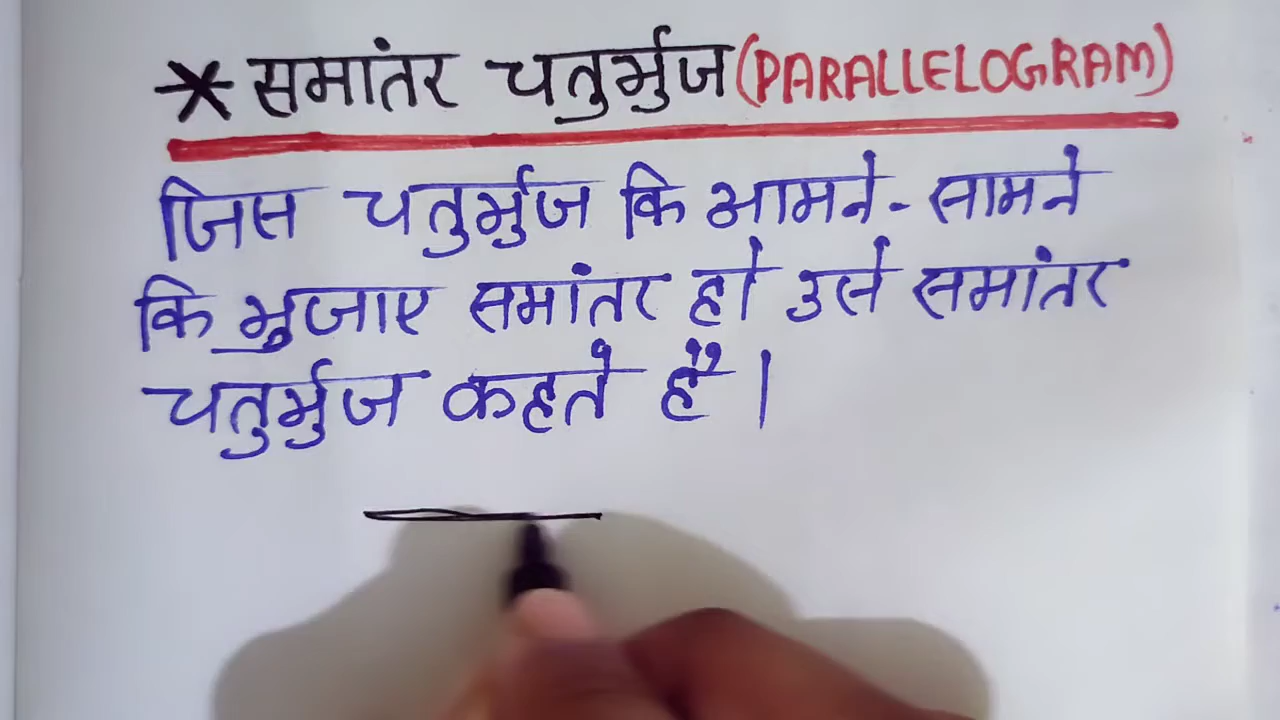 * समांतर चतुर्भुज (PARALLELOGRAM)
जिस चतुर्भुज कि आमने - सामने
कि भुजाए समांतर हो उसे समांतर
चतुर्भुज कहते हैं ।